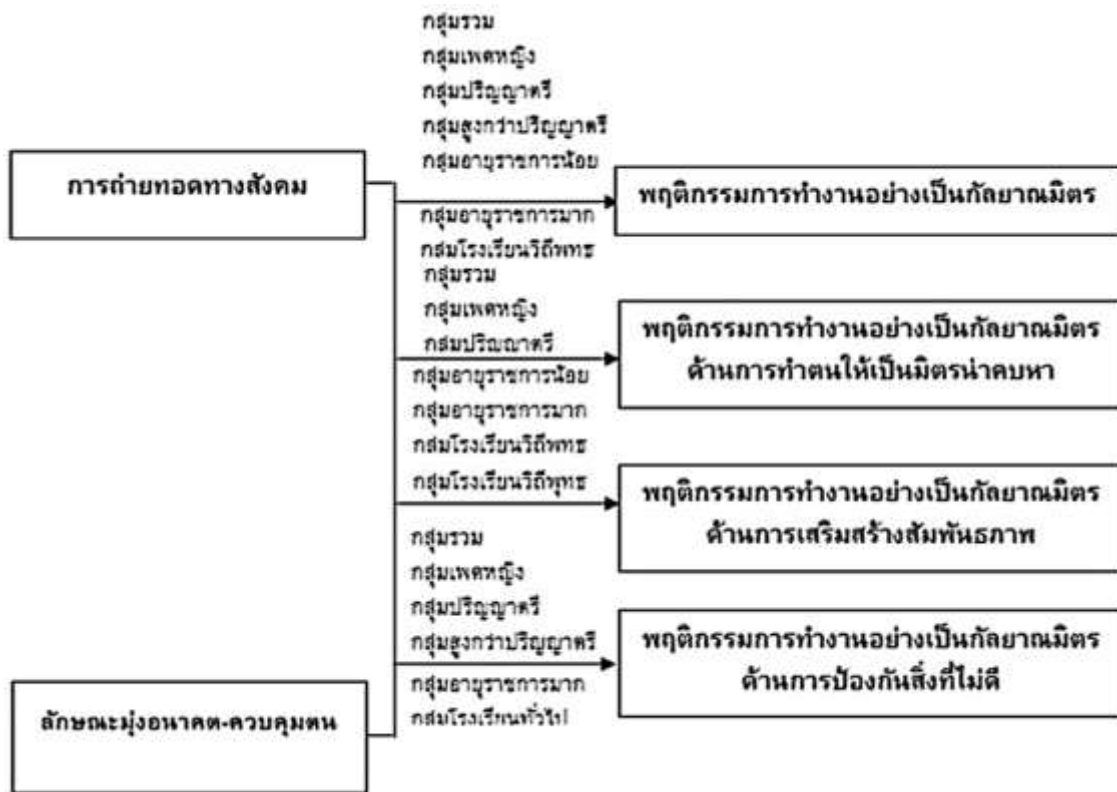 กลุ่มรวม
กลุ่มเพศหญิง
กลุ่มปริญญาตรี
กลุ่มสูงกว่าปริญญาตรี
กลุ่มอายุราชการน้อย
การถ่ายทอดทางสังคม
พฤติกรรมการทำงานอย่างเป็นกัลยาณมิตร
กลุ่มอายุราชการมาก
กลุ่มโรงเรียนวิถีพุทธ
กลุ่มรวม
กลุ่มเพศหญิง
กลุ่มปริญญาตรี
พฤติกรรมการทำงานอย่างเป็นกัลยาณมิตร
ด้านการทำตนให้เป็นมิตรน่าคบหา
กลุ่มอายุราชการน้อย
กลุ่มอายุราชการมาก
กลุ่มโรงเรียนวิถีพุทธ
กลุ่มโรงเรียนวิถีพุทธ
พฤติกรรมการทำงานอย่างเป็นกัลยาณมิตร
ด้านการเสริมสร้างสัมพันธภาพ
กลุ่มรวม
กลุ่มเพศหญิง
กลุ่มปริญญาตรี
กลุ่มสูงกว่าปริญญาตรี
พฤติกรรมการทำงานอย่างเป็นกัลยาณมิตร
ด้านการป้องกันสิ่งที่ไม่ดี
กลุ่มอายุราชการมาก
กลุ่มโรงเรียนทั่วไป
ลักษณะมุ่งอนาคต-ควบคุมตน